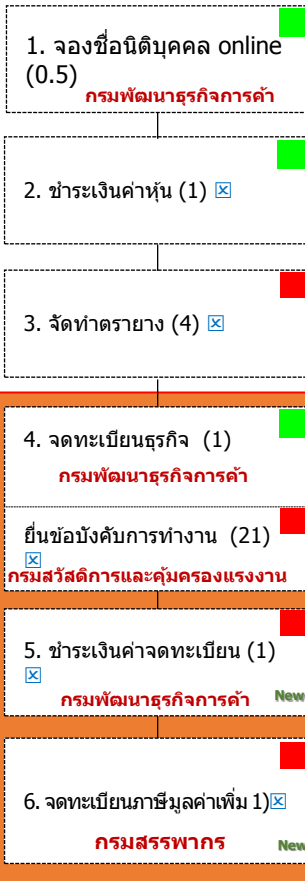 1. จองชื่อนิติบุคคล online
(0.5)
กรมพัฒนาธุรกิจการค้า
2. ชำระเงินค่าหุ้น (1)
3. จัดทำตรายาง (4)
4. จดทะเบียนธุรกิจ (1)
กรมพัฒนาธุรกิจการค้า
ยื่นข้อบังคับการทำงาน (21)
กรมสวัสดิการและคุ้มครองแรงงาน
5. ชำระเงินค่าจดทะเบียน (1)
กรมพัฒนาธุรกิจการค้า New
6. จดทะเบียนภาษีมูลค่าเพิ่ม 1)
กรมสรรพากร New